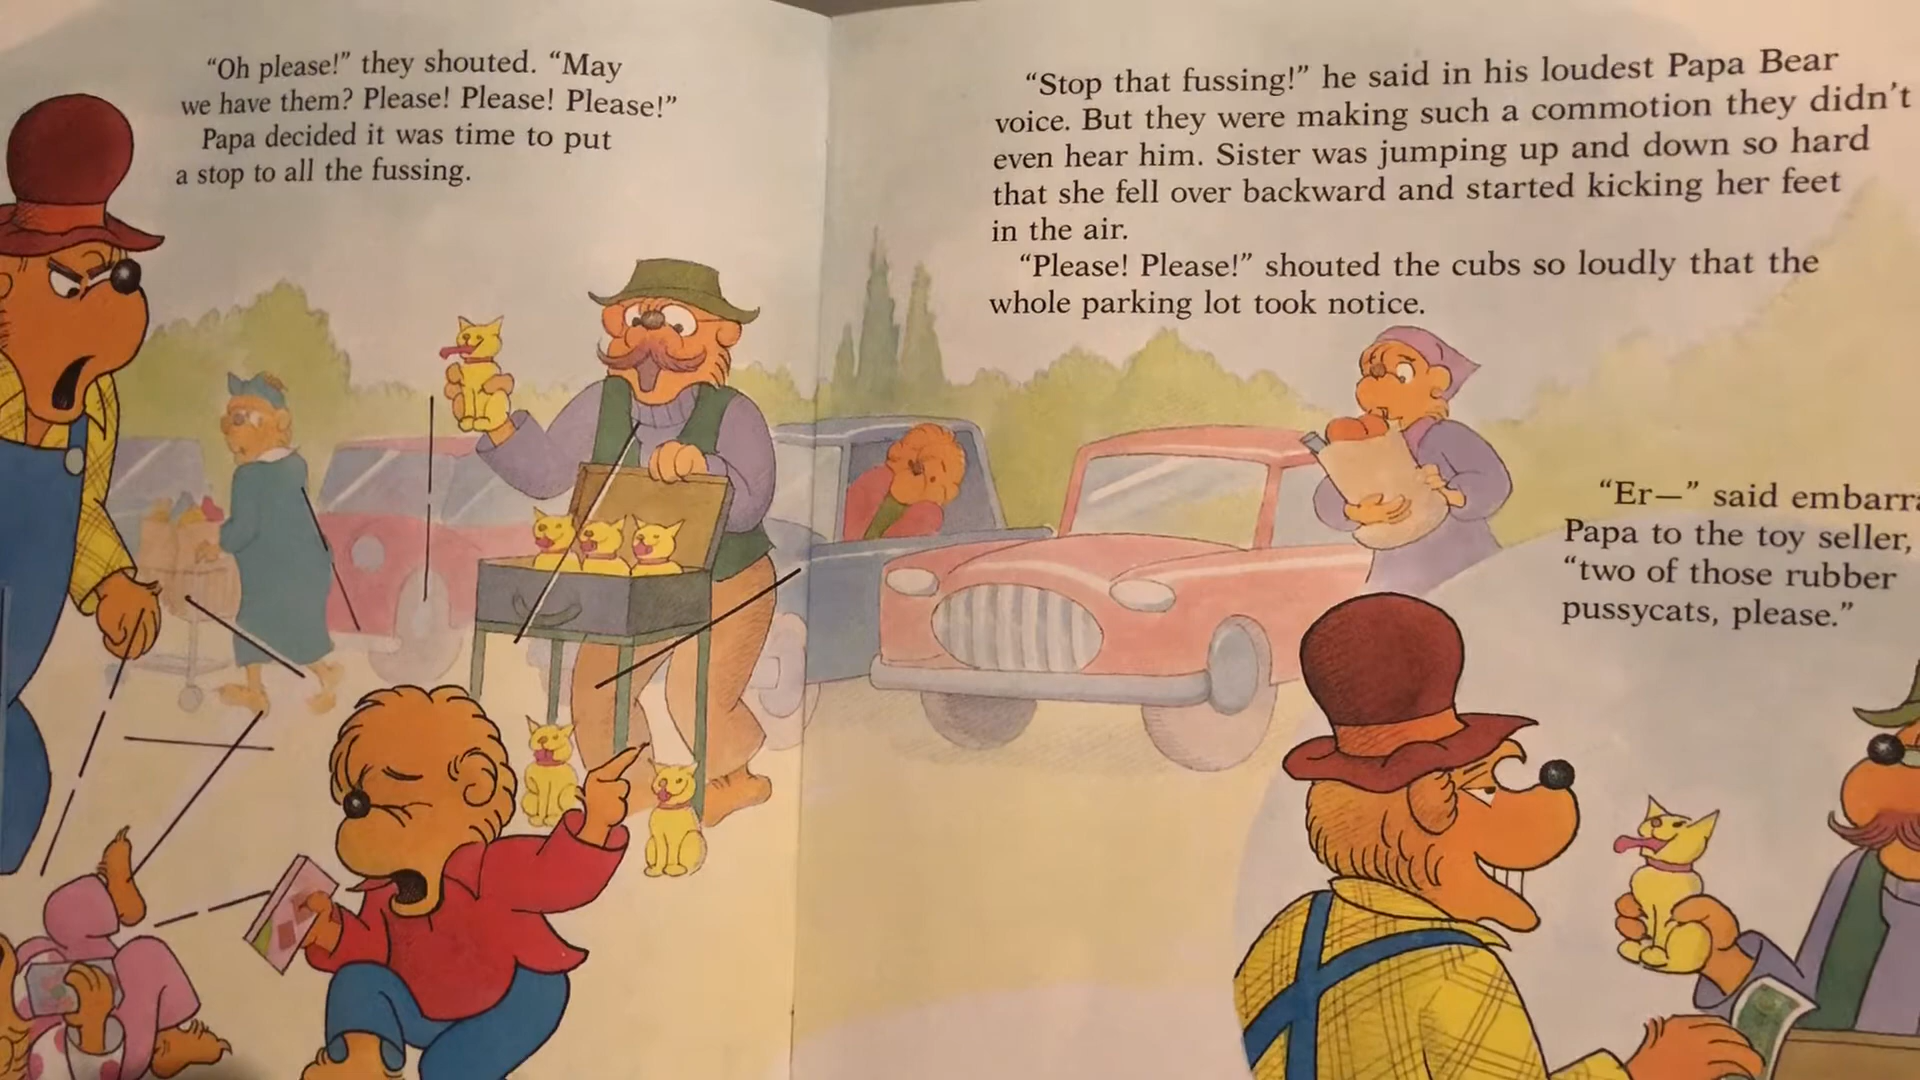 “Oh please!” they shouted. “May
we have them? Please! Please! Please!”
Papa decided it was time to put
a stop to all the fussing.
“Stop that fussing!” he said in his loudest Papa Bear
voice. But they were making such a commotion they didn’t
even hear him. Sister was jumping up and down so hard
that she fell over backward and started kicking her feet
in the air.
“Please! Please!” shouted the cubs so loudly that the
whole parking lot took notice.
“Er—” said embarra
Papa to the toy seller,
“two of those rubber
pussycats, please.”